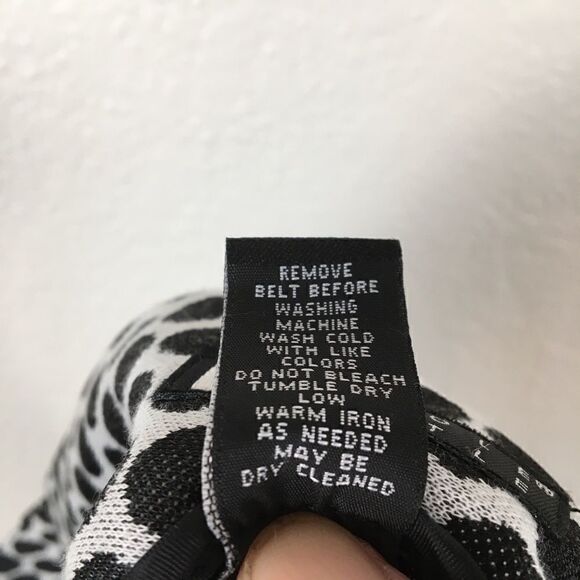 REMOVE
BELT BEFORE
WASHING
MACHINE
WASH COLD
WITH LIKE
COLORS
DO NOT BLEACH
TUMBLE DRY
LOW
WARM IRON
AS NEEDED
MAY BE
DRY CLEANED